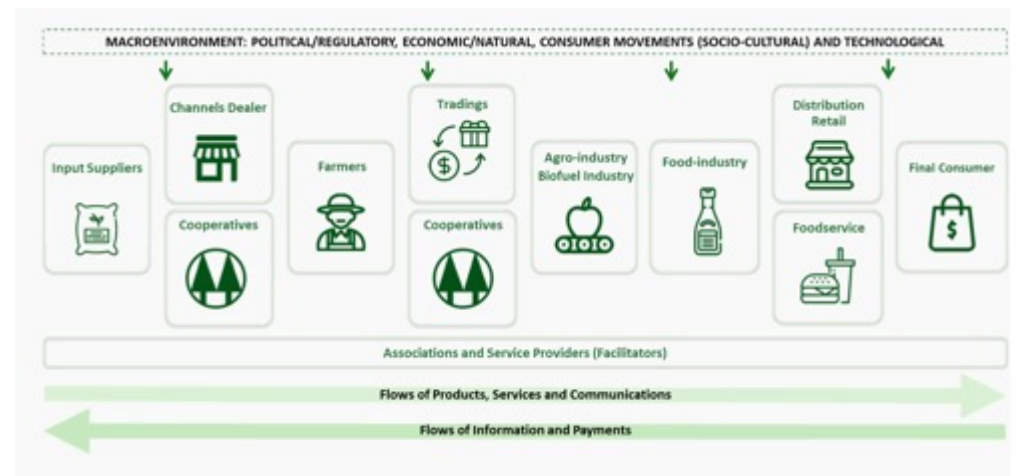 MACROENVIRONMENT: POLITICAL/REGULATORY, ECONOMIC/NATURAL, CONSUMER MOVEMENTS (SOCIO-CULTURAL) AND TECHNOLOGICAL
Input Suppliers
Channels Dealer
Cooperatives
Farmers
Tradings
$
Cooperatives
Agro-industry
Biofuel Industry
Food-industry
Distribution
Retail
Foodservice
Final Consumer
$
Associations and Service Providers (Facilitators)
Flows of Products, Services and Communications
Flows of Information and Payments